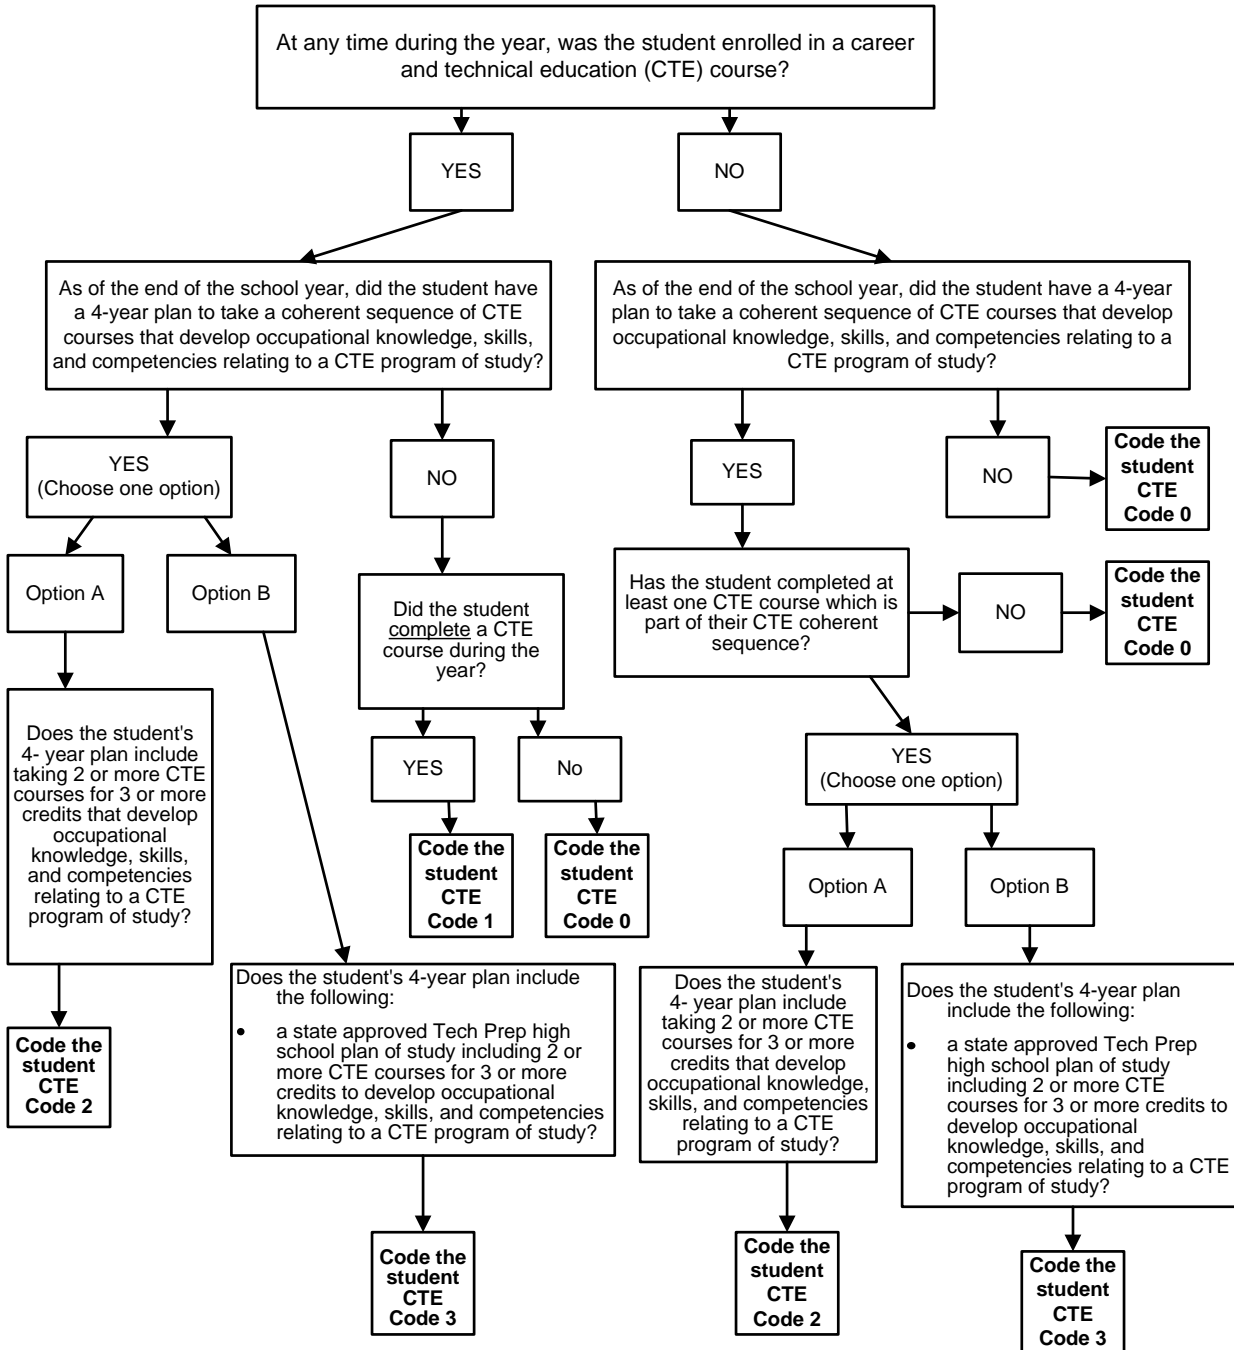 At any time during the year, was the student enrolled in a career
and technical education (CTE) course?
YES
NO
As of the end of the school year, did the student have
a 4-year plan to take a coherent sequence of CTE
courses that develop occupational knowledge, skills,
and competencies relating to a CTE program of study?
As of the end of the school year, did the student have a 4-year
plan to take a coherent sequence of CTE courses that develop
occupational knowledge, skills, and competencies relating to a
CTE program of study?
YES
(Choose one option)
NO
YES
NO
Code the
student
CTE
Code 0
Option A
Option B
Did the student
complete a CTE
course during the
year?
Has the student completed at
least one CTE course which is
part of their CTE coherent
sequence?
NO
Code the
student
CTE
Code 0
Does the student's
4- year plan include
taking 2 or more CTE
courses for 3 or more
credits that develop
occupational
knowledge, skills,
and competencies
relating to a CTE
program of study?
YES
No
YES
(Choose one option)
Code the
student
CTE
Code 1
Code the
student
CTE
Code 0
Option A
Option B
Code the
student
CTE
Code 2
Does the student's 4-year plan include
the following:
• a state approved Tech Prep high
school plan of study including 2 or
more CTE courses for 3 or more
credits to develop occupational
knowledge, skills, and competencies
relating to a CTE program of study?
Does the student's
4- year plan include
taking 2 or more CTE
courses for 3 or more
credits that develop
occupational knowledge,
skills, and competencies
relating to a CTE
program of study?
Does the student's 4-year plan
include the following:
• a state approved Tech Prep
high school plan of study
including 2 or more CTE
courses for 3 or more credits to
develop occupational
knowledge, skills, and
competencies relating to a CTE
program of study?
Code the
student
CTE
Code 3
Code the
student
CTE
Code 2
Code the
student
CTE
Code 3